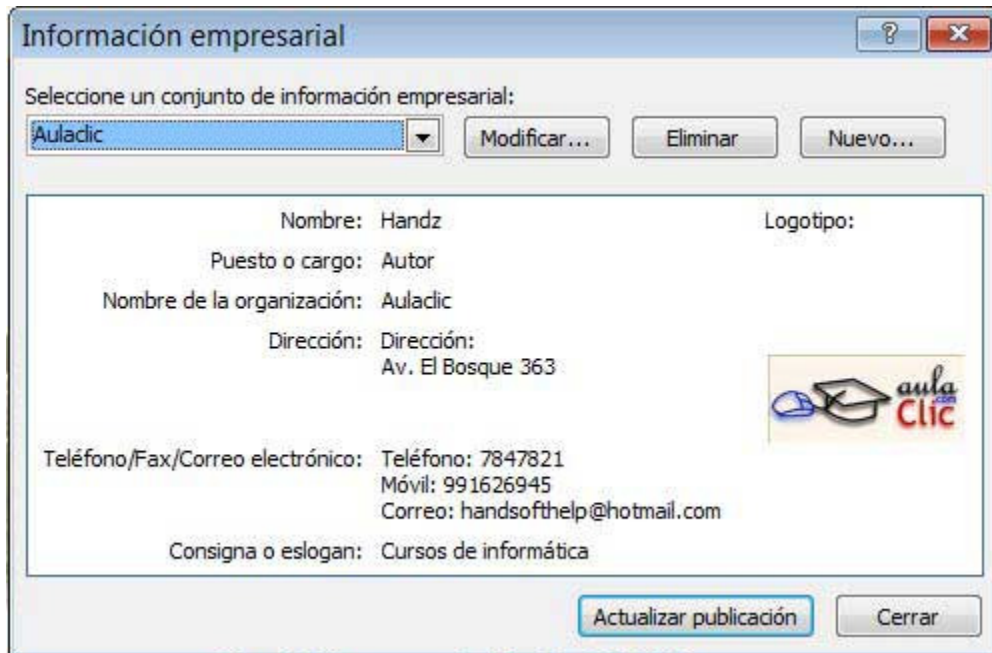 Información empresarial
Seleccione un conjunto de información empresarial:
Aulaclic
Modificar... Eliminar Nuevo...
Nombre: Handz Logotipo:
Puesto o cargo: Autor
Nombre de la organización: Aulaclic
Dirección: Dirección:
Av. El Bosque 363
aula
.com
Clic
Teléfono/Fax/Correo electrónico: Teléfono: 7847821
Móvil: 991626945
Correo: handsofthelp@hotmail.com
Consigna o eslogan: Cursos de informática
Actualizar publicación Cerrar